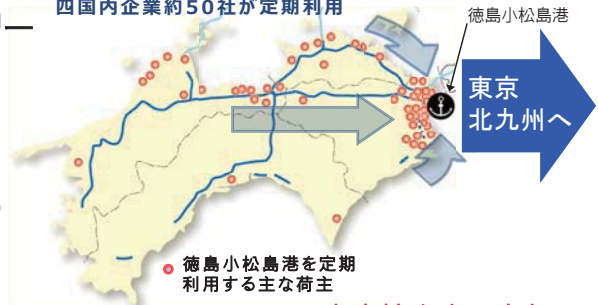 四国内企業約50社が定期利用
徳島小松島港
東京
北九州へ
徳島小松島港を定期
利用する主な荷主